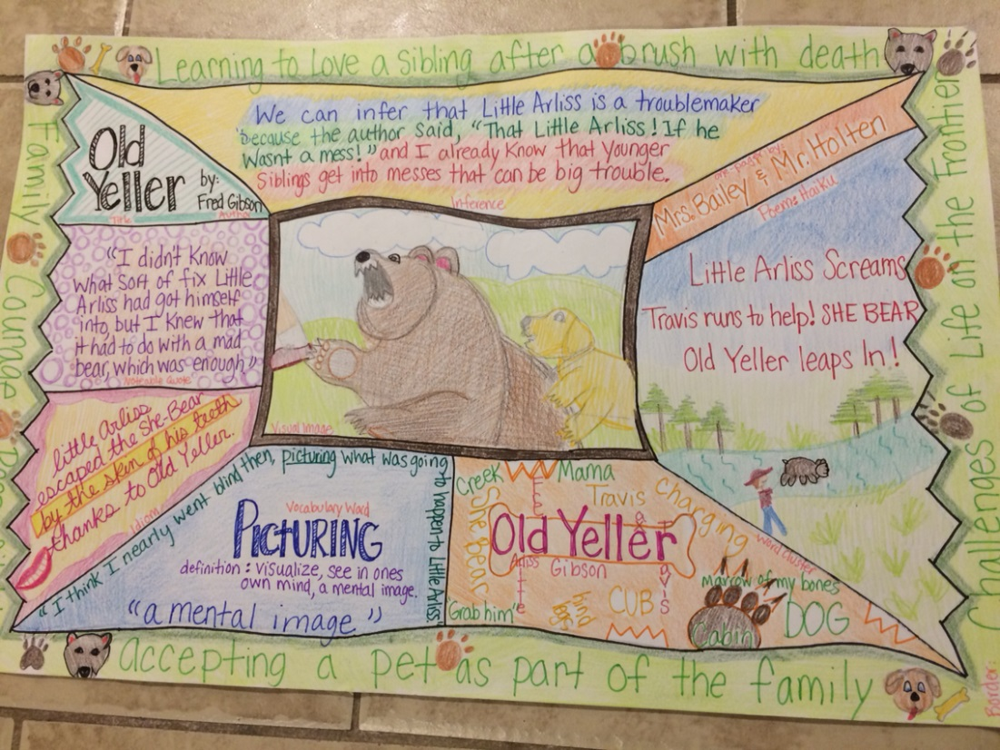 Learning to Love a sibling after a brush with death
Old
Yeller
by:
Fred Gibson
Title
Author
We can infer that Little Arliss is a troublemaker
because the author said, "That Little Arliss! If he
wasnt a mess!" and I already know that younger
siblings get into messes that can be big trouble.
Inference
one-pager by:
Mrs. Bailey & Mr. Holten
Poem: Haiku
Little Arliss Screams
Travis runs to help! SHE BEAR
Old Yeller leaps In!
"I didn't know
what sort of fix Little
Arliss had got himself
into, but I knew that
it had to do with a mad
bear, which was enough."
Noteable Quote
Visual Image
little Arliss
escaped the she-Bear
by the skin of his teeth
thanks to Old Yeller.
Idiom
"I think I nearly went blind then, picturing what was going to happen to Little Arliss."
Vocabulary Word
PICTURING
definition: visualize, see in ones
own mind, a mental image.
"a mental image"
Word Cluster
Creek
Mama
Travis
Charging
She bear
Old Yeller
Arliss
Gibson
Travis
hind legs
CUB
"Grab him"
marrow of my bones
Cabin
DOG
Family
Courage
Challenges of Life on the frontier
accepting a pet as part of the family
Border: